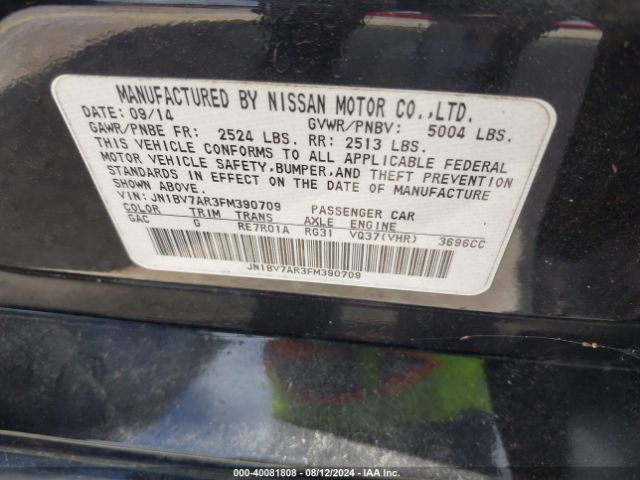 MANUFACTURED BY NISSAN MOTOR CO.,LTD.
DATE: 09/14 GVWR/PNBV: 5004 LBS.
GAWR/PNBE FR: 2524 LBS. RR: 2513 LBS.
THIS VEHICLE CONFORMS TO ALL APPLICABLE FEDERAL
MOTOR VEHICLE SAFETY,BUMPER,AND THEFT PREVENTION
STANDARDS IN EFFECT ON THE DATE OF MANUFACTURE
SHOWN ABOVE.
VIN: JN1BV7AR3FM390709 PASSENGER CAR
COLOR TRIM TRANS AXLE ENGINE
GAC G RE7R01A RG31 VQ37(VHR) 3696CC
JN1BV7AR3FM390709
000-40081808 - 08/12/2024 - IAA Inc.